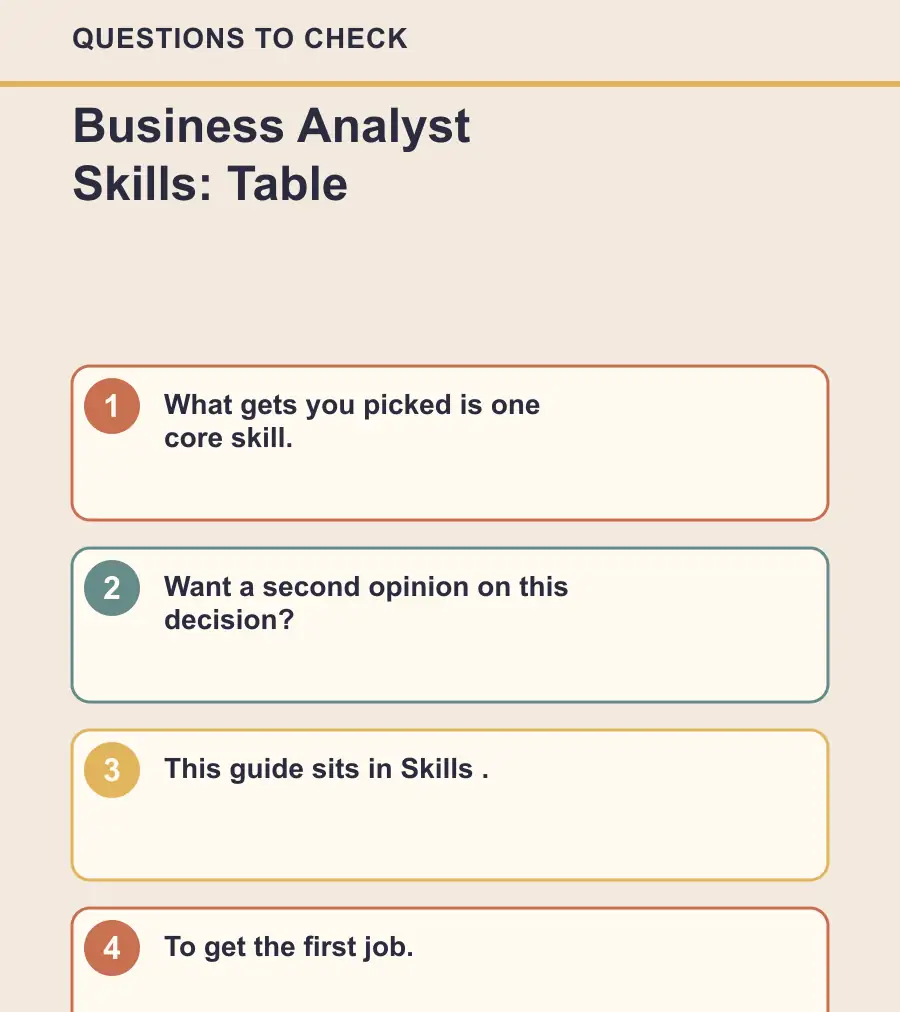 QUESTIONS TO CHECK
Business Analyst
Skills: Table
1
What gets you picked is one
core skill.
2
Want a second opinion on this
decision?
3
This guide sits in Skills .
4
To get the first job.